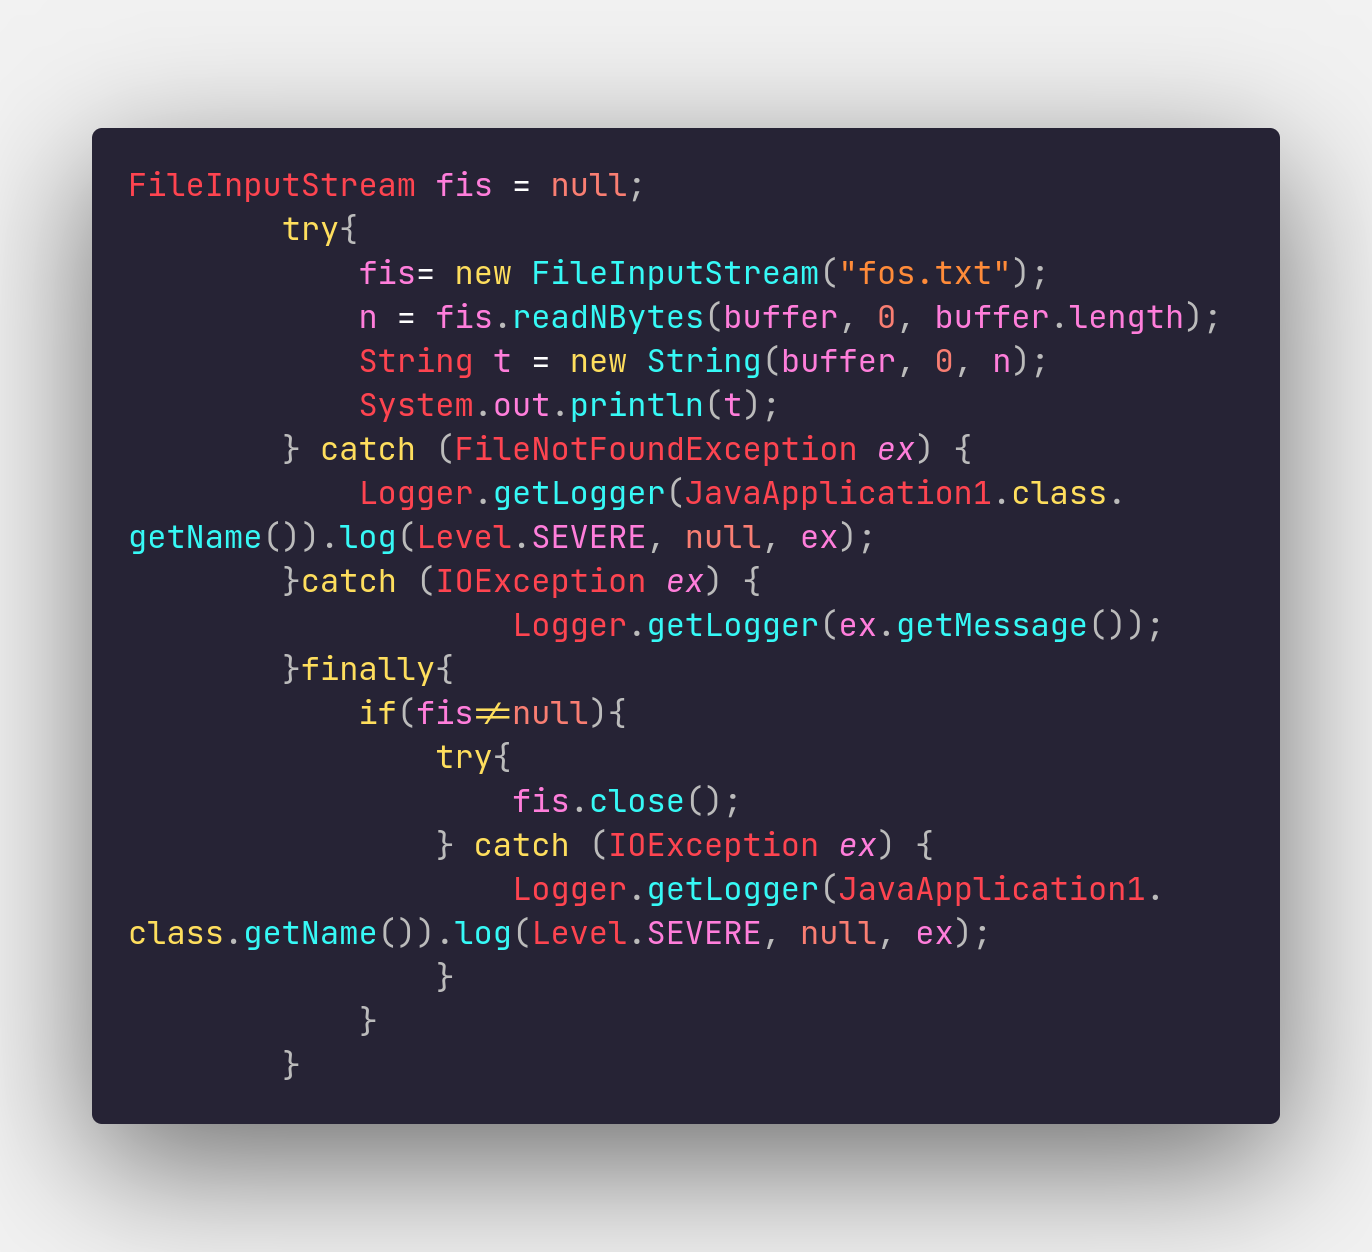 FileInputStream fis = null;
        try{
            fis= new FileInputStream("fos.txt");
            n = fis.readNBytes(buffer, 0, buffer.length);
            String t = new String(buffer, 0, n);
            System.out.println(t);
        } catch (FileNotFoundException ex) {
            Logger.getLogger(JavaApplication1.class.
getName()).log(Level.SEVERE, null, ex);
        }catch (IOException ex) {
                    Logger.getLogger(ex.getMessage());
        }finally{
            if(fis≠null){
                try{
                    fis.close();
                } catch (IOException ex) {
                    Logger.getLogger(JavaApplication1.
class.getName()).log(Level.SEVERE, null, ex);
                }
            }
        }